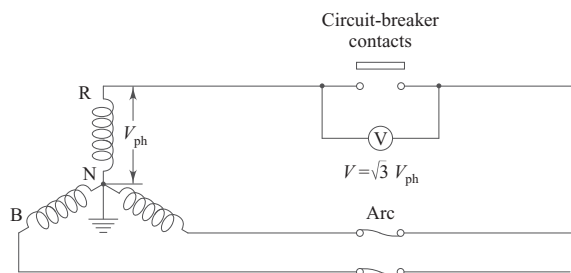 Circuit-breaker
contacts
R
V_ph
V
N
V = √3 V_ph
B
Arc